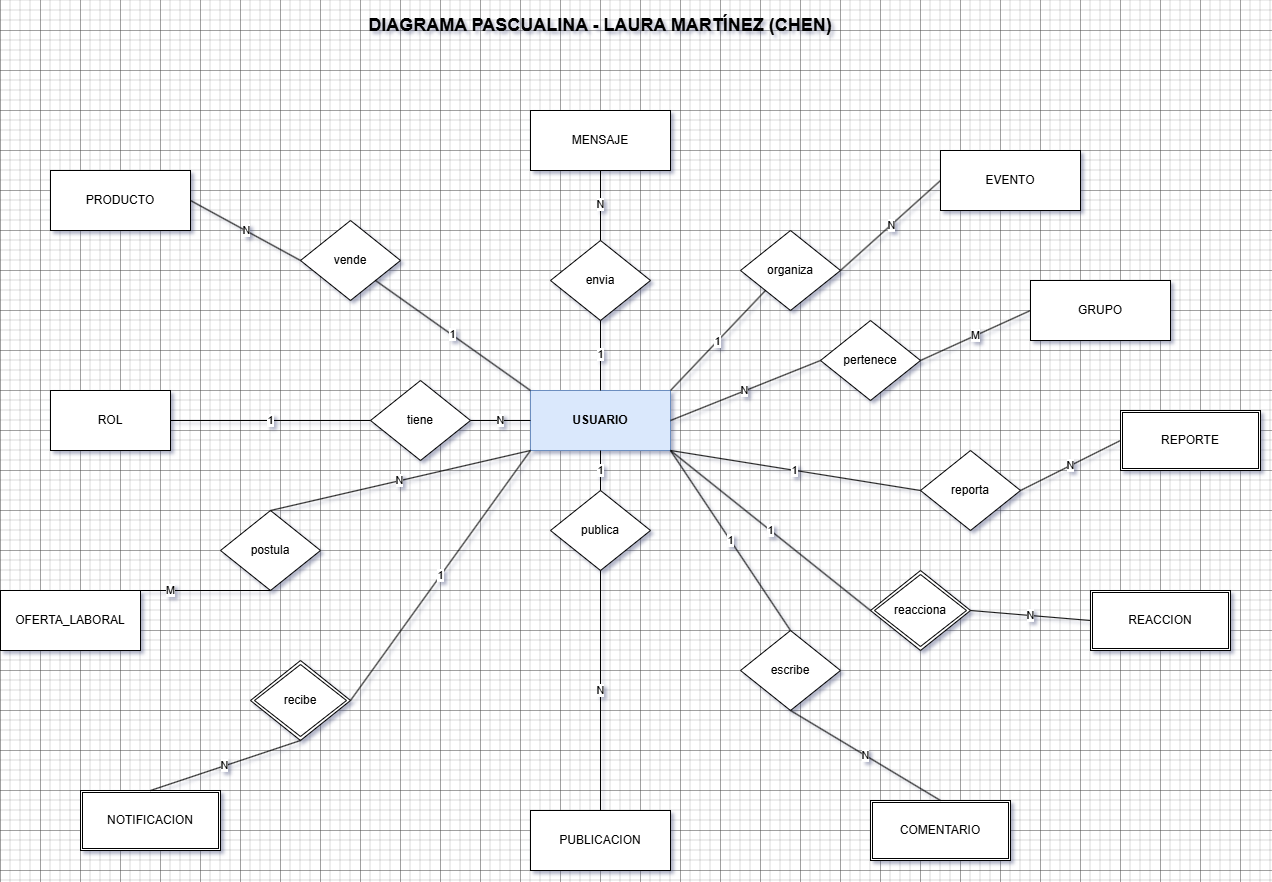 DIAGRAMA PASCUALINA - LAURA MARTÍNEZ (CHEN)
MENSAJE
EVENTO
PRODUCTO
N
N
N
vende
envia
organiza
GRUPO
1
1
1
M
pertenece
N
ROL
1
tiene
N
USUARIO
REPORTE
N
1
1
N
reporta
postula
publica
1
1
1
M
OFERTA_LABORAL
reacciona
N
REACCION
recibe
N
escribe
N
N
NOTIFICACION
PUBLICACION
COMENTARIO